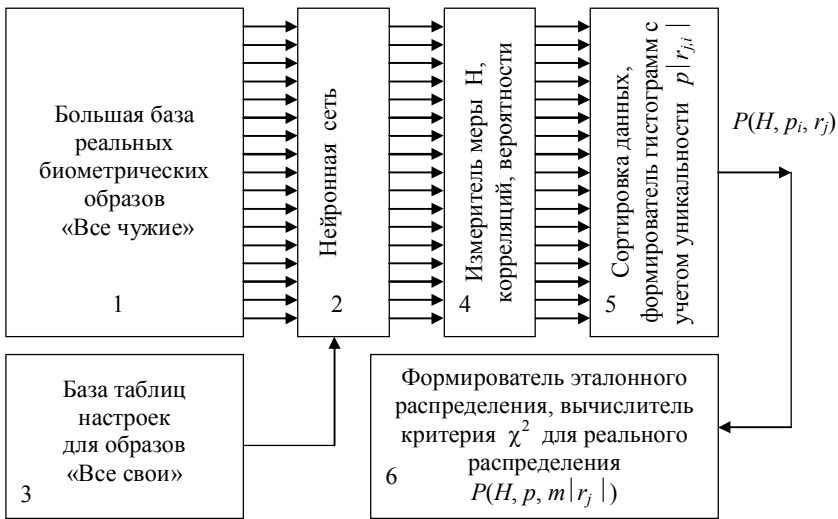 Большая база
реальных
биометрических
образов
«Все чужие»
1
Нейронная сеть
2
Измеритель меры H,
корреляций, вероятности
4
Сортировка данных,
формирователь гистограмм с
учетом уникальности p|r_{j,i}|
5
P(H, p_i, r_j)
База таблиц
настроек
для образов
«Все свои»
3
Формирователь эталонного
распределения, вычислитель
критерия χ² для реального
распределения
P(H, p, m|r_j|)
6